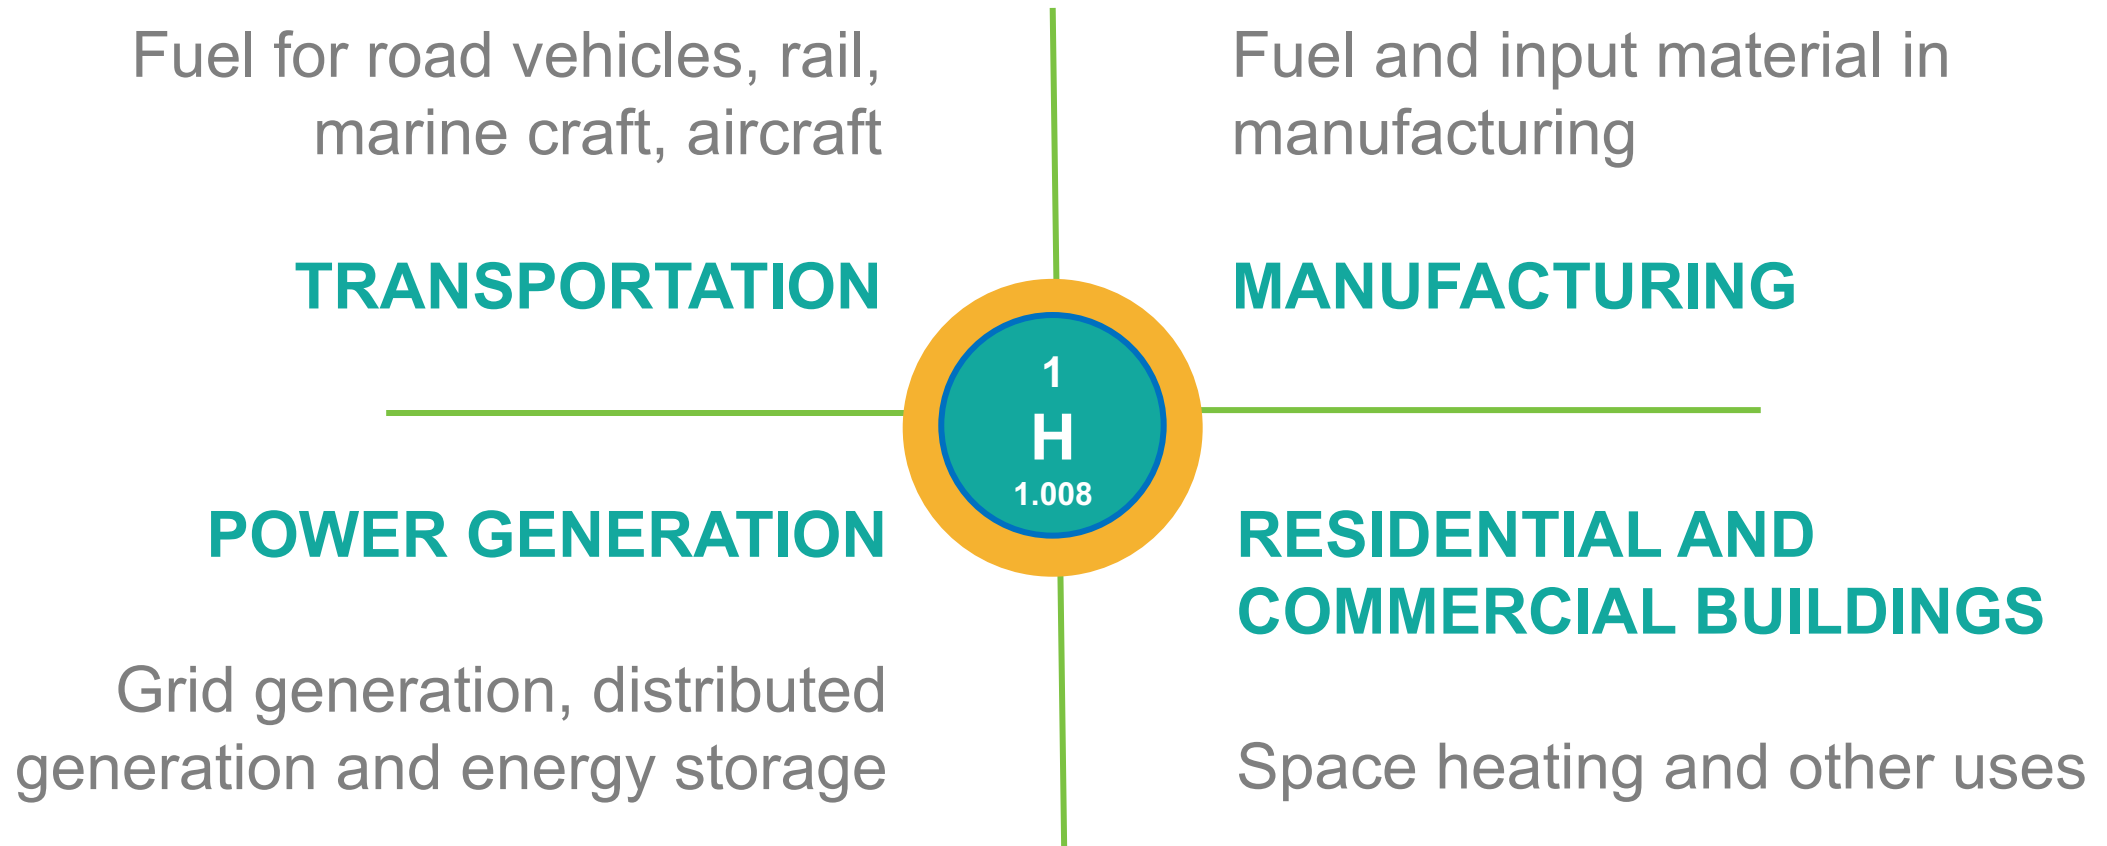 Fuel for road vehicles, rail,
marine craft, aircraft
TRANSPORTATION
Fuel and input material in
manufacturing
MANUFACTURING
1
H
1.008
POWER GENERATION
Grid generation, distributed
generation and energy storage
RESIDENTIAL AND
COMMERCIAL BUILDINGS
Space heating and other uses